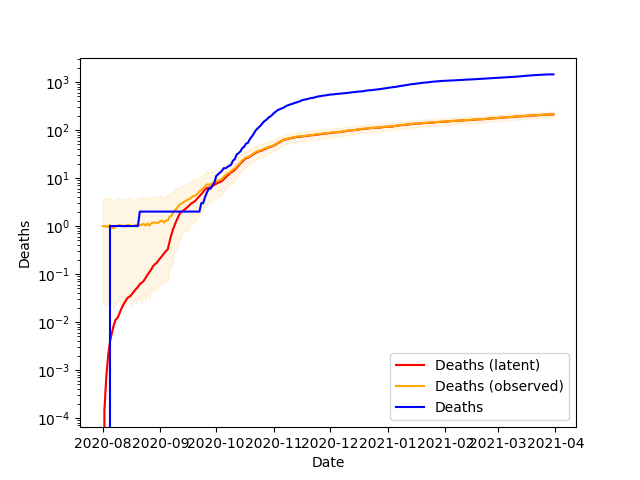 10³
10²
10¹
10⁰
10⁻¹
10⁻²
10⁻³
10⁻⁴
Deaths
Deaths (latent)
Deaths (observed)
Deaths
2020-08 2020-09 2020-10 2020-11 2020-12 2021-01 2021-02 2021-03 2021-04
Date